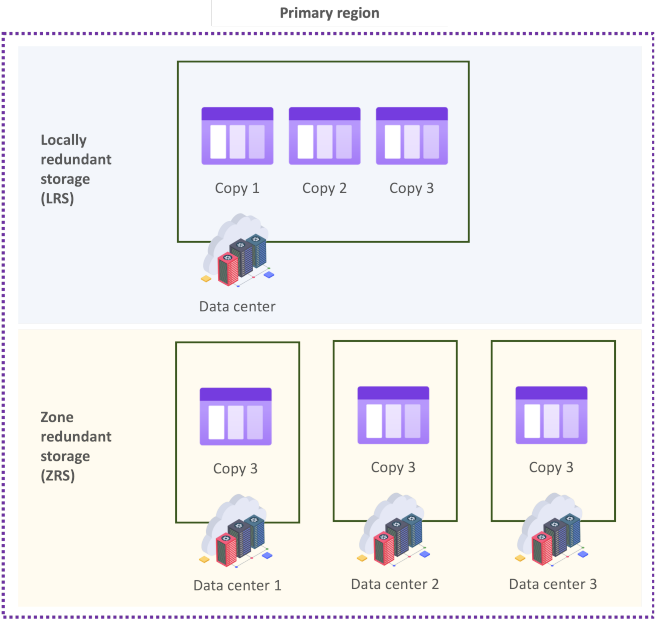 Primary region
Locally
redundant
storage
(LRS)
Copy 1
Copy 2
Copy 3
Data center
Zone
redundant
storage
(ZRS)
Copy 3
Copy 3
Copy 3
Data center 1
Data center 2
Data center 3